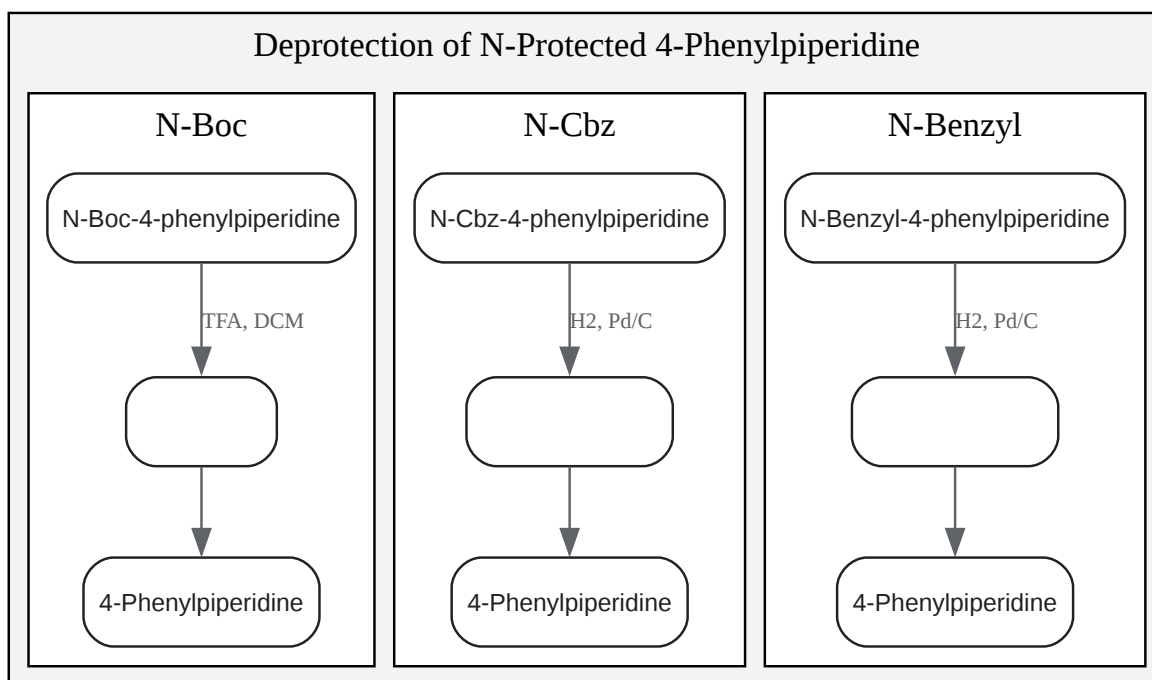 Deprotection of N-Protected 4-Phenylpiperidine
N-Boc
N-Boc-4-phenylpiperidine
TFA, DCM
4-Phenylpiperidine
N-Cbz
N-Cbz-4-phenylpiperidine
H2, Pd/C
4-Phenylpiperidine
N-Benzyl
N-Benzyl-4-phenylpiperidine
H2, Pd/C
4-Phenylpiperidine